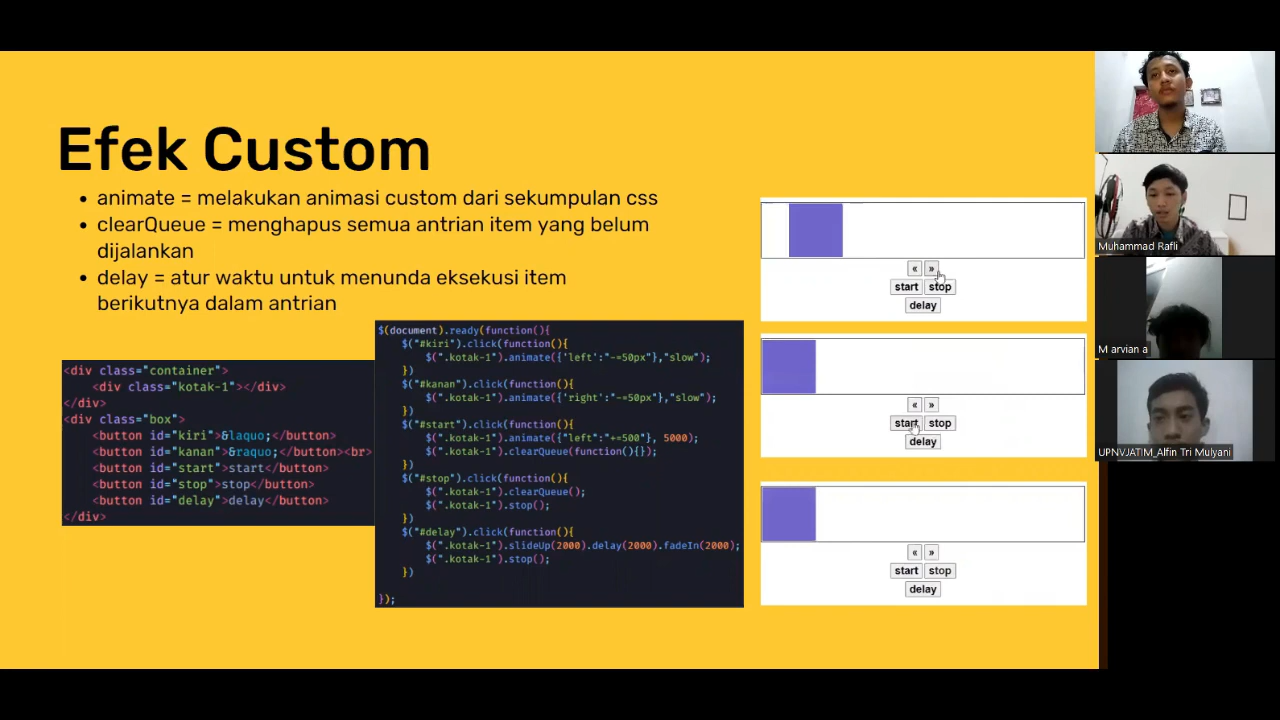 Efek Custom
animate = melakukan animasi custom dari sekumpulan css
clearQueue = menghapus semua antrian item yang belum
dijalankan
delay = atur waktu untuk menunda eksekusi item
berikutnya dalam antrian
<div class="container">
<div class="kotak-1"></div>
</div>
<div class="box">
<button id="kiri">&laquo;</button>
<button id="kanan">&raquo;</button><br>
<button id="start">start</button>
<button id="stop">stop</button>
<button id="delay">delay</button>
</div>
$(document).ready(function(){
$("#kiri").click(function(){
$(".kotak-1").animate({'left':"-=50px"},"slow");
})
$("#kanan").click(function(){
$(".kotak-1").animate({'right':"-=50px"},"slow");
})
$("#start").click(function(){
$(".kotak-1").animate({"left":"+=500"}, 5000);
$(".kotak-1").clearQueue(function(){});
})
$("#stop").click(function(){
$(".kotak-1").clearQueue();
$(".kotak-1").stop();
})
$("#delay").click(function(){
$(".kotak-1").slideUp(2000).delay(2000).fadeIn(2000);
$(".kotak-1").stop();
})
});
« »
start stop
delay
« »
start stop
delay
« »
start stop
delay
Muhammad Rafli
M arvian a
UPNVJATIM_Alfin Tri Mulyani